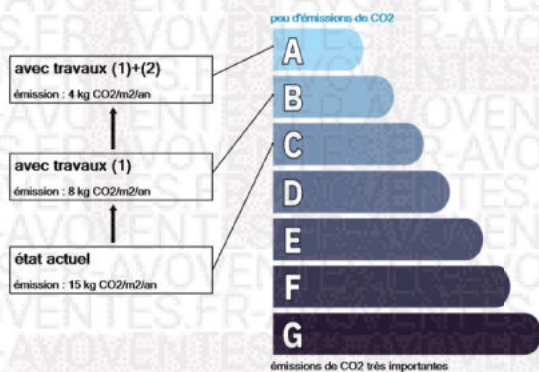 peu d'émissions de CO2
A
avec travaux (1)+(2)
émission : 4 kg CO2/m2/an
B
C
avec travaux (1)
émission : 8 kg CO2/m2/an
D
E
état actuel
émission : 15 kg CO2/m2/an
F
G
émissions de CO2 très importantes